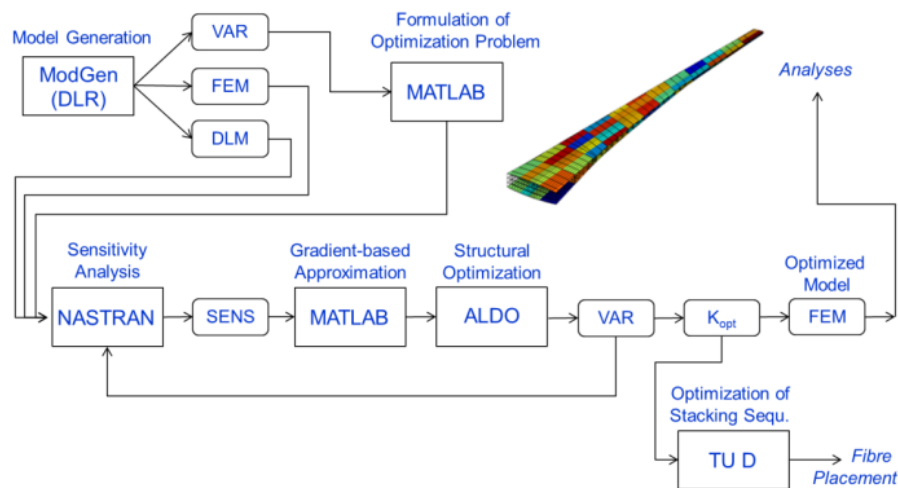 Model Generation
ModGen
(DLR)
VAR
FEM
DLM
Formulation of
Optimization Problem
MATLAB
Analyses
Sensitivity
Analysis
NASTRAN
SENS
Gradient-based
Approximation
MATLAB
Structural
Optimization
ALDO
VAR
Kopt
Optimized
Model
FEM
Optimization of
Stacking Sequ.
TU D
Fibre
Placement